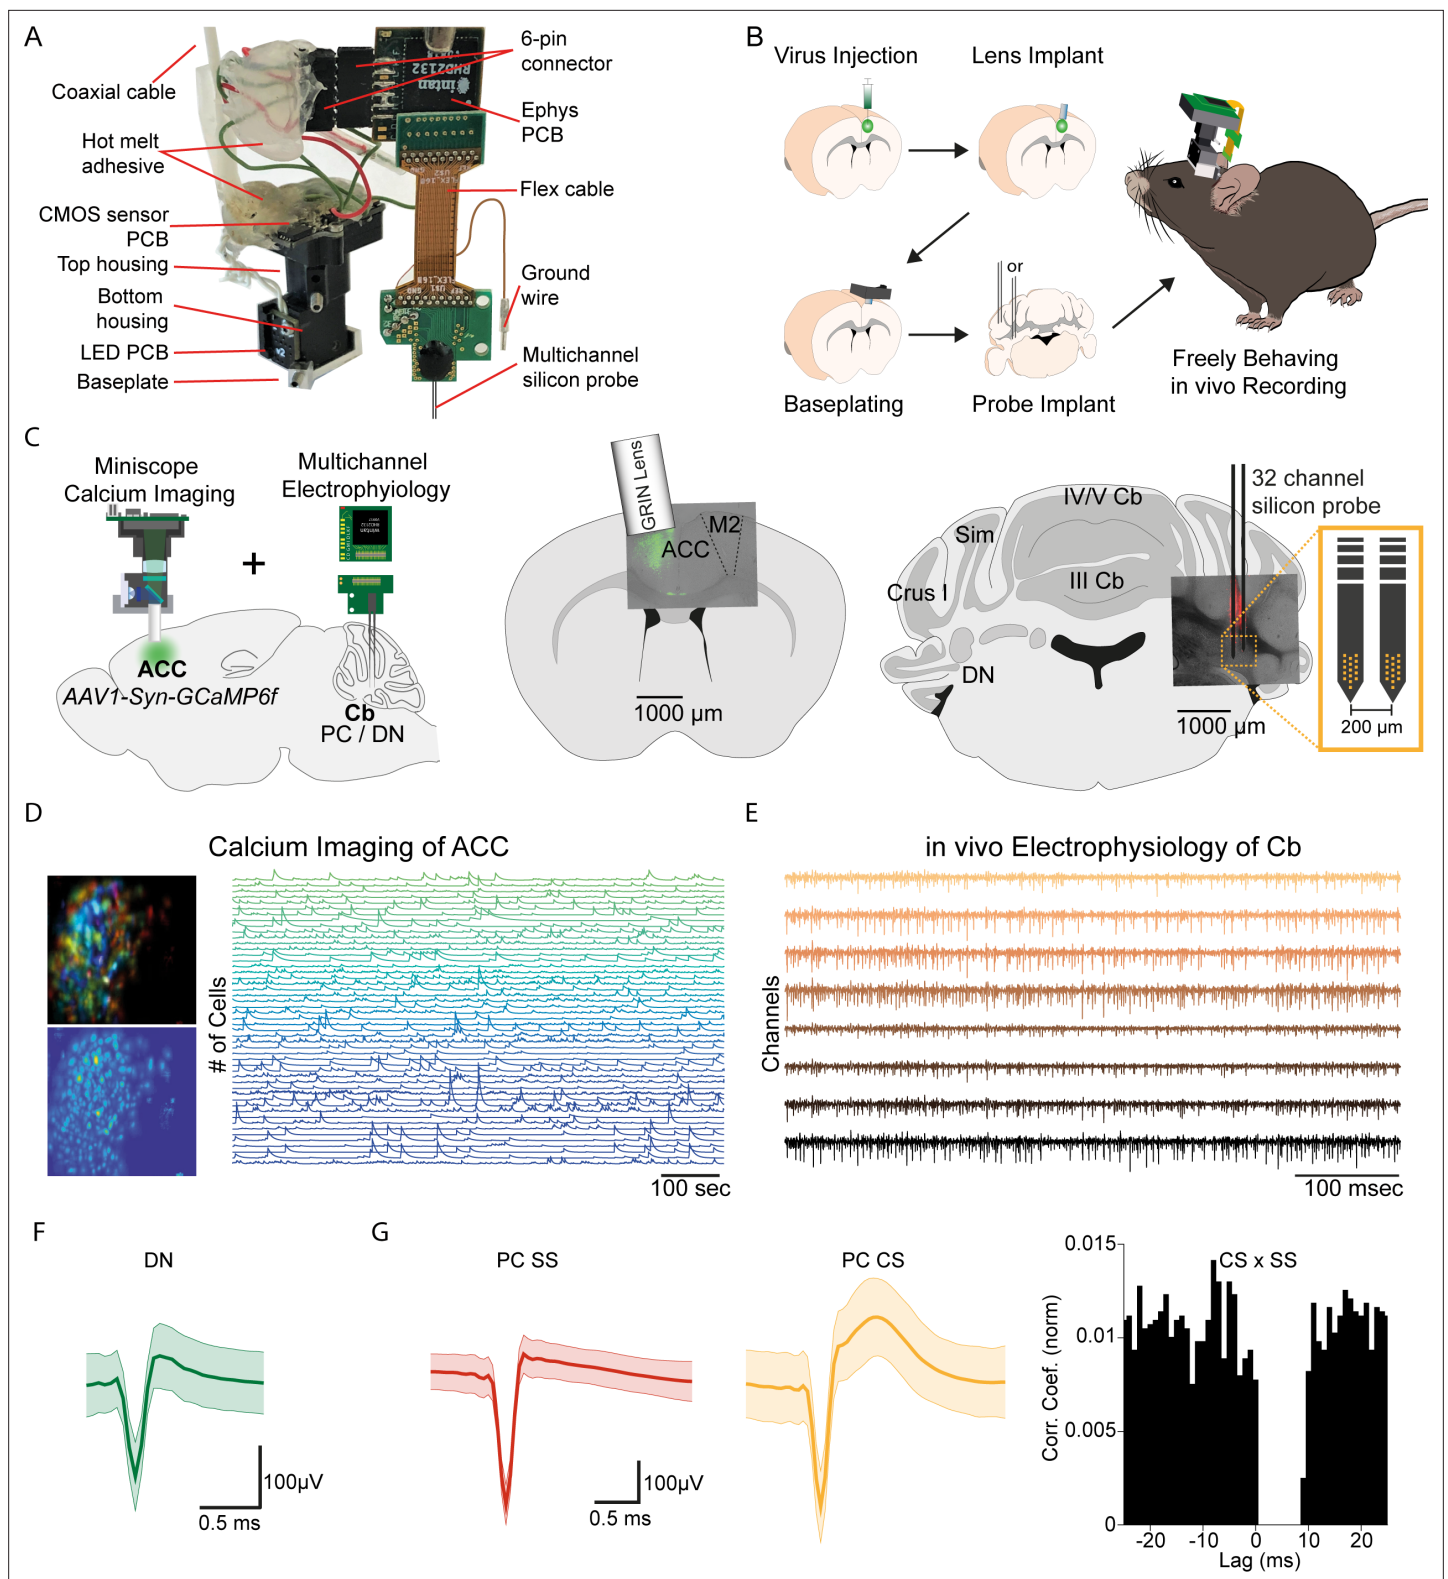 A
Coaxial cable
Hot melt
adhesive
CMOS sensor
PCB
Top housing
Bottom
housing
LED PCB
Baseplate
6-pin
connector
Ephys
PCB
Flex cable
Ground
wire
Multichannel
silicon probe
RHD2132
intan
FLEX_16B
GND
REF
v2
B
Virus Injection
Lens Implant
or
Baseplating
Probe Implant
Freely Behaving
in vivo Recording
C
Miniscope
Calcium Imaging
+
Multichannel
Electrophyiology
ACC
AAV1-Syn-GCaMP6f
Cb
PC / DN
GRIN Lens
M2
ACC
1000 µm
IV/V Cb
Sim
III Cb
Crus I
DN
1000 µm
32 channel
silicon probe
200 µm
D
Calcium Imaging of ACC
# of Cells
100 sec
E
in vivo Electrophysiology of Cb
Channels
100 msec
F
DN
100µV
0.5 ms
G
PC SS
100µV
0.5 ms
PC CS
CS x SS
Corr. Coef. (norm)
0.015
0.01
0.005
0
-20
-10
0
10
20
Lag (ms)